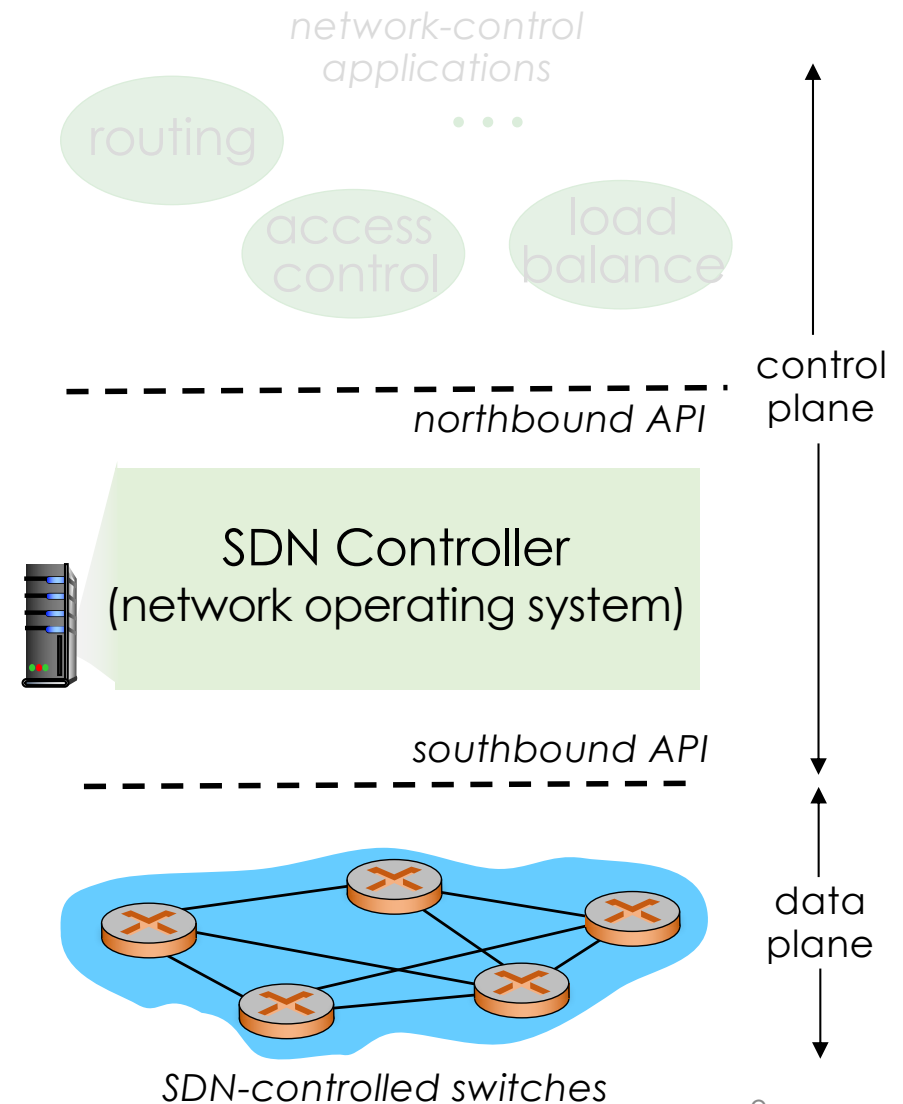 network-control
applications
routing
...
access
control
load
balance
control
plane
northbound API
SDN Controller
(network operating system)
southbound API
data
plane
SDN-controlled switches